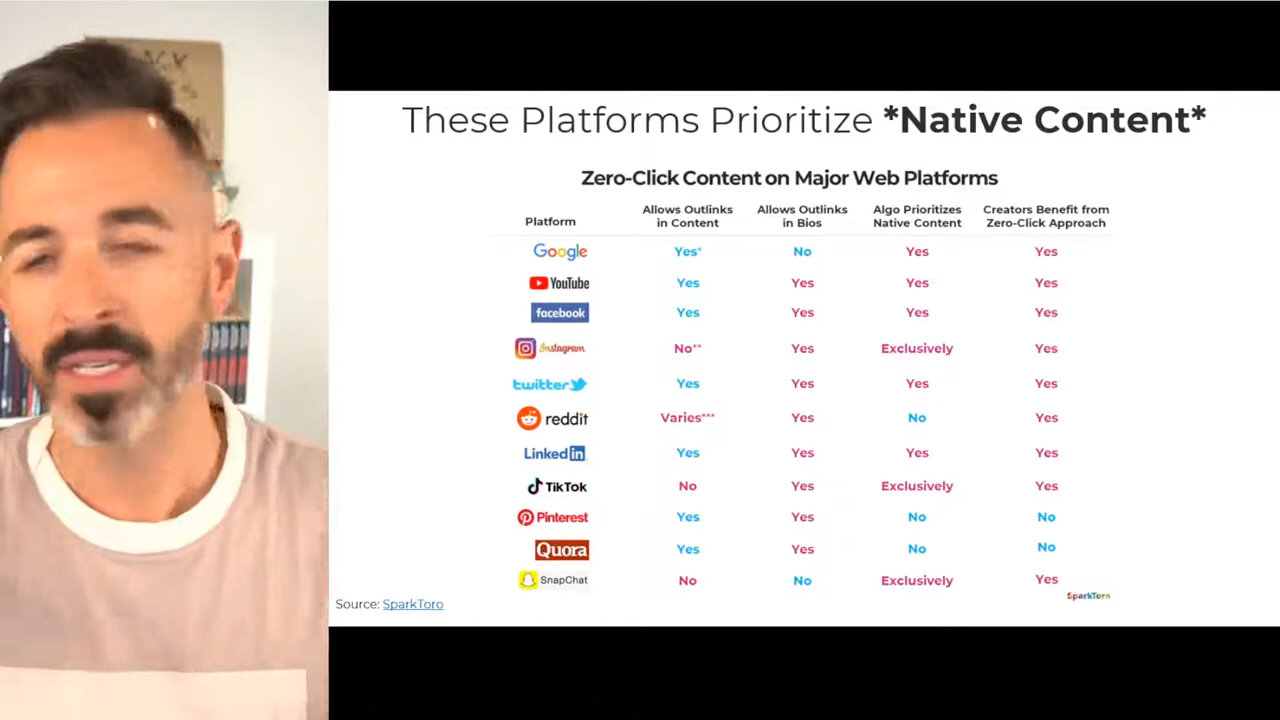 These Platforms Prioritize *Native Content*
Zero-Click Content on Major Web Platforms
Platform Allows Outlinks in Content Allows Outlinks in Bios Algo Prioritizes Native Content Creators Benefit from Zero-Click Approach
Google Yes* No Yes Yes
YouTube Yes Yes Yes Yes
facebook Yes Yes Yes Yes
Instagram No** Yes Exclusively Yes
twitter Yes Yes Yes Yes
reddit Varies*** Yes No Yes
Linked in Yes Yes Yes Yes
TikTok No Yes Exclusively Yes
Pinterest Yes Yes No No
Quora Yes Yes No No
SnapChat No No Exclusively Yes
SparkToro
Source: SparkToro